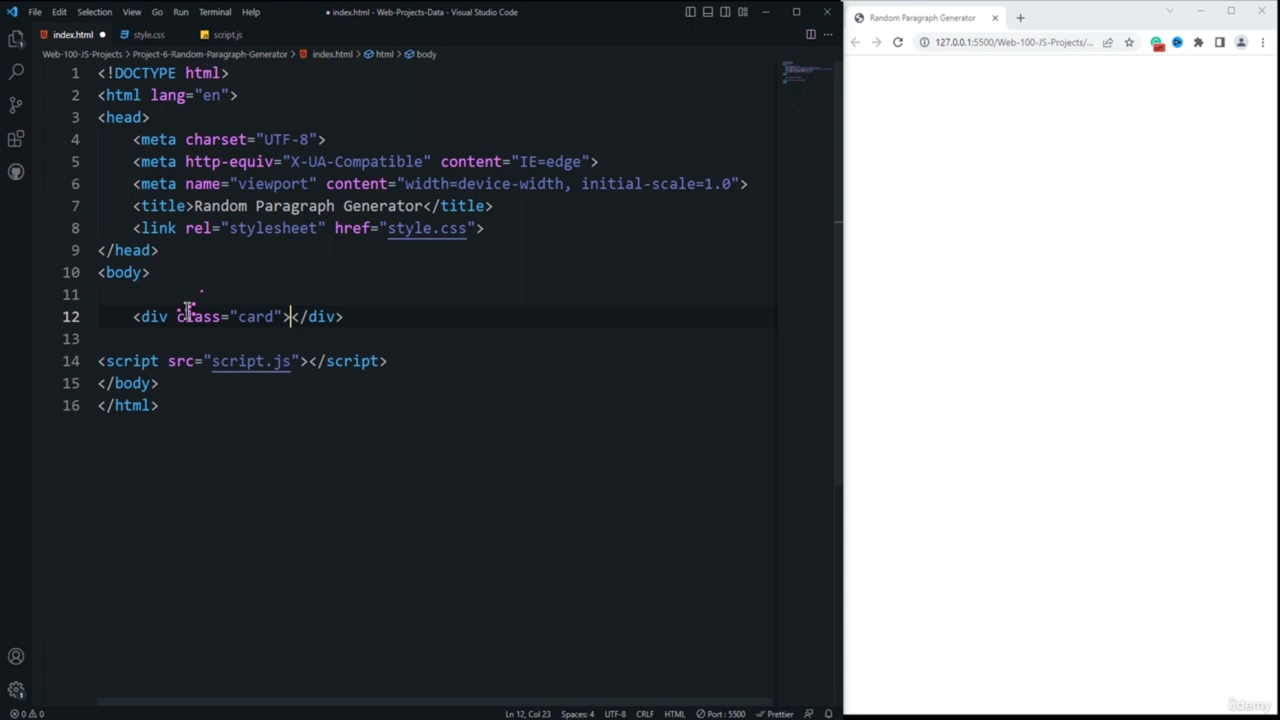 File Edit Selection View Go Run Terminal Help
● index.html - Web-Projects-Data - Visual Studio Code
index.html ●
style.css
script.js
Web-100-JS-Projects > Project-6-Random-Paragraph-Generator > index.html > html > body
1 <!DOCTYPE html>
2 <html lang="en">
3 <head>
4 <meta charset="UTF-8">
5 <meta http-equiv="X-UA-Compatible" content="IE=edge">
6 <meta name="viewport" content="width=device-width, initial-scale=1.0">
7 <title>Random Paragraph Generator</title>
8 <link rel="stylesheet" href="style.css">
9 </head>
10 <body>
11
12 <div class="card"></div>
13
14 <script src="script.js"></script>
15 </body>
16 </html>
0 0
Ln 12, Col 23 Spaces: 4 UTF-8 CRLF HTML Port : 5500 Prettier
Random Paragraph Generator
127.0.0.1:5500/Web-100-JS-Projects/...
ûdemy